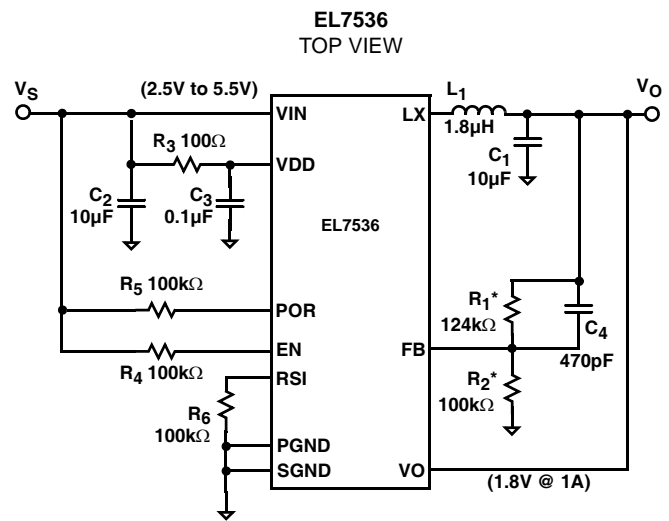 EL7536
TOP VIEW
VS
(2.5V to 5.5V)
VIN
LX
L1
1.8µH
VO
R3 100Ω
VDD
C1
10µF
C2
10µF
C3
0.1µF
EL7536
R5 100kΩ
POR
R1*
124kΩ
C4
470pF
EN
FB
R4 100kΩ
RSI
R2*
100kΩ
R6
100kΩ
PGND
SGND
VO
(1.8V @ 1A)